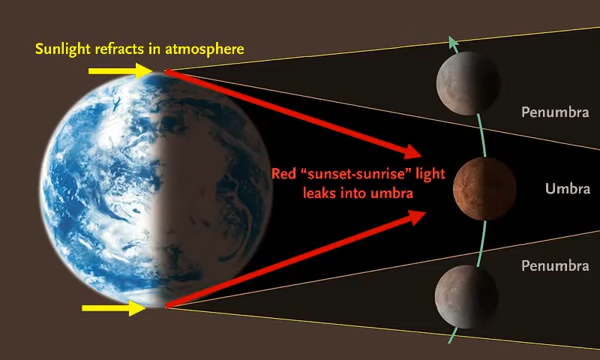 Sunlight refracts in atmosphere
Penumbra
Red “sunset-sunrise” light
leaks into umbra
Umbra
Penumbra